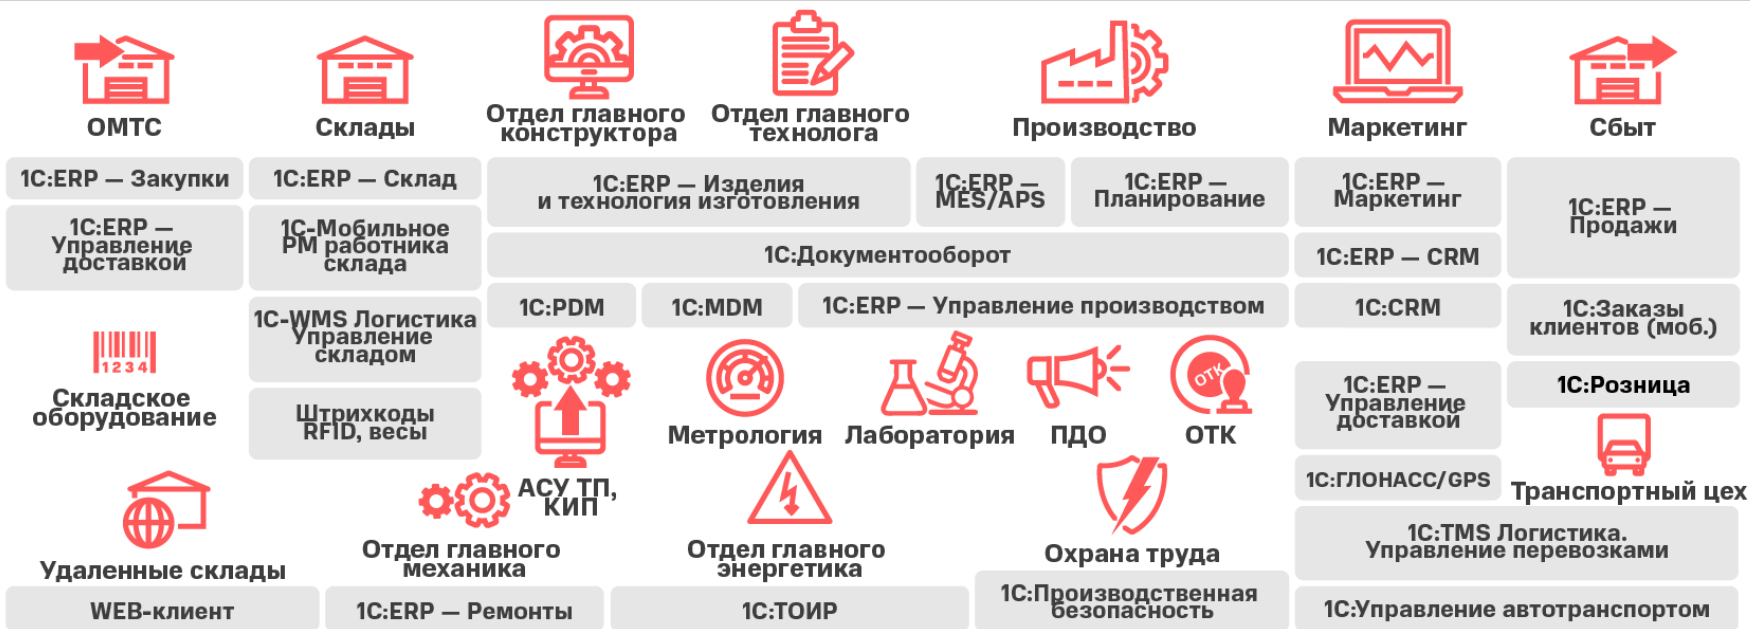 ОМТС
Склады
Отдел главного
конструктора
Отдел главного
технолога
Производство
Маркетинг
Сбыт
1С:ERP — Закупки
1С:ERP — Склад
1С:ERP — Изделия
и технология изготовления
1С:ERP —
MES/APS
1С:ERP —
Планирование
1С:ERP —
Маркетинг
1С:ERP —
Продажи
1С:ERP —
Управление
доставкой
1С-Мобильное
РМ работника
склада
1С:Документооборот
1С:ERP — CRM
1С:PDM
1С:MDM
1С:ERP — Управление производством
1С:CRM
1С:Заказы
клиентов (моб.)
1С-WMS Логистика
Управление
складом
1234
Складское
оборудование
Штрихкоды
RFID, весы
ОТК
Метрология
Лаборатория
ПДО
ОТК
1С:ERP —
Управление
доставкой
1С:Розница
1С:ГЛОНАСС/GPS
Транспортный цех
АСУ ТП,
КИП
Удаленные склады
Отдел главного
механика
Отдел главного
энергетика
Охрана труда
1С:TMS Логистика.
Управление перевозками
WEB-клиент
1С:ERP — Ремонты
1С:ТОИР
1С:Производственная
безопасность
1С:Управление автотранспортом